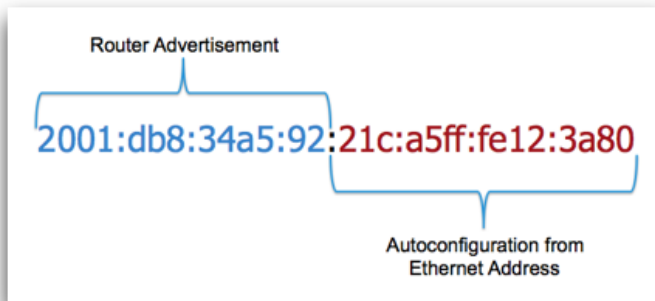 Router Advertisement
2001:db8:34a5:92:21c:a5ff:fe12:3a80
Autoconfiguration from
Ethernet Address